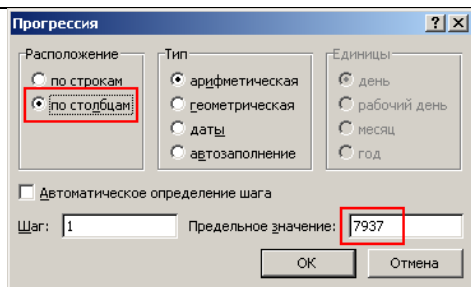 Прогрессия
Расположение Тип Единицы
по строкам арифметическая день
по столбцам геометрическая рабочий день
даты месяц
автозаполнение год
Автоматическое определение шага
Шаг: 1 Предельное значение: 7937
ОК Отмена